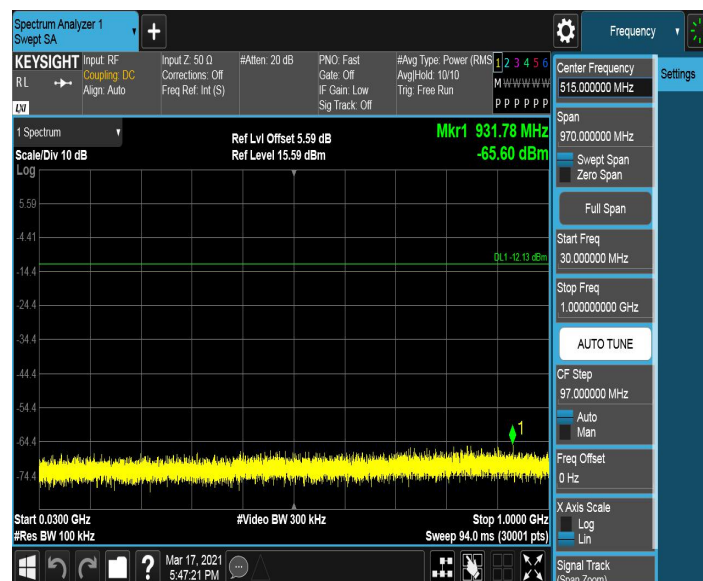 Spectrum Analyzer 1
Swept SA
Frequency
KEYSIGHT
RL
LXI
Input: RF
Coupling: DC
Align: Auto
Input Z: 50 Ω
Corrections: Off
Freq Ref: Int (S)
#Atten: 20 dB
PNO: Fast
Gate: Off
IF Gain: Low
Sig Track: Off
#Avg Type: Power (RMS
Avg|Hold: 10/10
Trig: Free Run
1 2 3 4 5 6
M W W W W W
P P P P P P
1 Spectrum
Scale/Div 10 dB
Log
Ref Lvl Offset 5.59 dB
Ref Level 15.59 dBm
Mkr1 931.78 MHz
-65.60 dBm
5.59
-4.41
DL1 -12.13 dBm
-14.4
-24.4
-34.4
-44.4
-54.4
-64.4
-74.4
1
Start 0.0300 GHz
#Res BW 100 kHz
#Video BW 300 kHz
Stop 1.0000 GHz
Sweep 94.0 ms (30001 pts)
?
Mar 17, 2021
5:47:21 PM
Center Frequency
515.000000 MHz
Settings
Span
970.000000 MHz
Swept Span
Zero Span
Full Span
Start Freq
30.000000 MHz
Stop Freq
1.000000000 GHz
AUTO TUNE
CF Step
97.000000 MHz
Auto
Man
Freq Offset
0 Hz
X Axis Scale
Log
Lin
Signal Track
(Span Zoom)